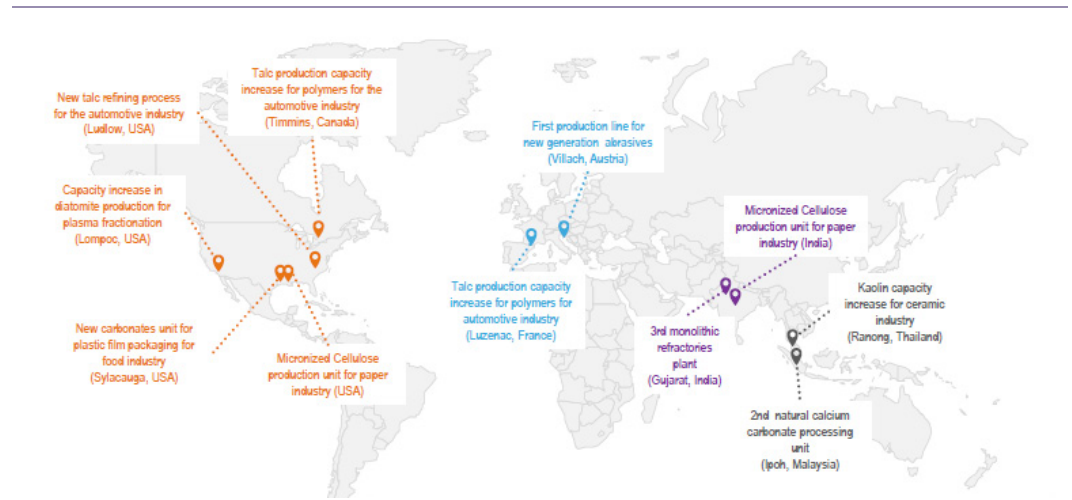 Talc production capacity
increase for polymers for the
automotive industry
(Timmins, Canada)
New talc refining process
for the automotive industry
(Ludlow, USA)
Capacity increase in
diatomite production for
plasma fractionation
(Lompoc, USA)
New carbonates unit for
plastic film packaging for
food industry
(Sylacauga, USA)
Micronized Cellulose
production unit for paper
industry (USA)
First production line for
new generation abrasives
(Villach, Austria)
Talc production capacity
increase for polymers for
automotive industry
(Luzenac, France)
Micronized Cellulose
production unit for paper
industry (India)
3rd monolithic
refractories
plant
(Gujarat, India)
Kaolin capacity
increase for ceramic
industry
(Ranong, Thailand)
2nd natural calcium
carbonate processing
unit
(Ipoh, Malaysia)